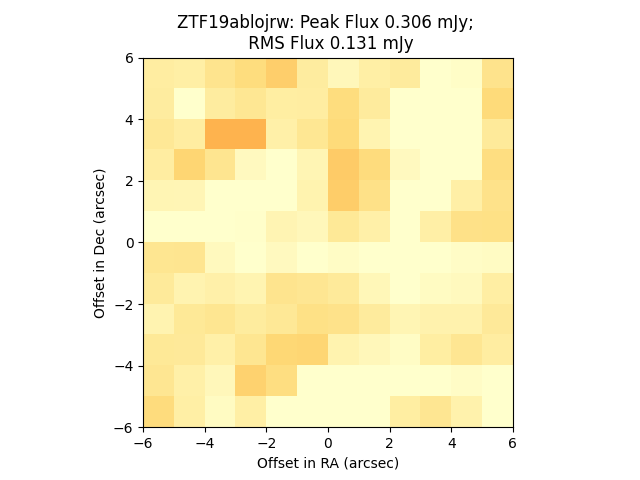 ZTF19ablojrw: Peak Flux 0.306 mJy;
RMS Flux 0.131 mJy
6
4
2
0
−2
−4
−6
Offset in Dec (arcsec)
−6 −4 −2 0 2 4 6
Offset in RA (arcsec)